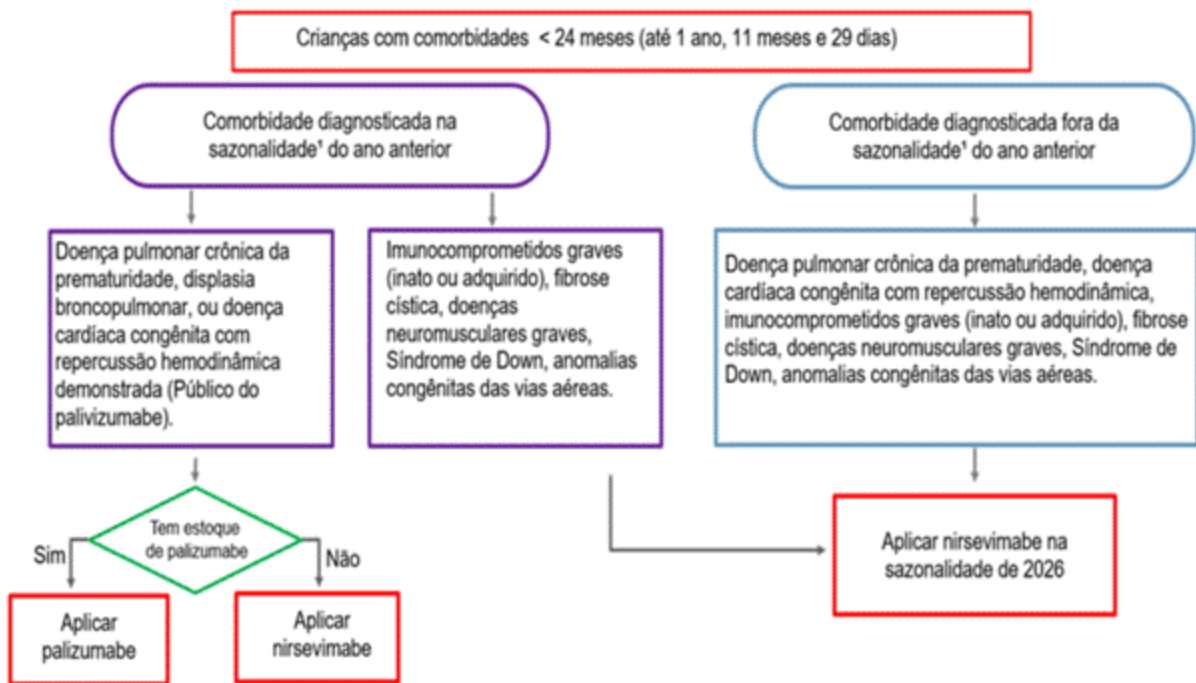 Crianças com comorbidades < 24 meses (até 1 ano, 11 meses e 29 dias)
Comorbidade diagnosticada na
sazonalidade¹ do ano anterior
Comorbidade diagnosticada fora da
sazonalidade¹ do ano anterior
Doença pulmonar crônica da
prematuridade, displasia
broncopulmonar, ou doença
cardíaca congênita com
repercussão hemodinâmica
demonstrada (Público do
palivizumabe).
Imunocomprometidos graves
(inato ou adquirido), fibrose
cística, doenças
neuromusculares graves,
Síndrome de Down, anomalias
congênitas das vias aéreas.
Doença pulmonar crônica da prematuridade, doença
cardíaca congênita com repercussão hemodinâmica,
imunocomprometidos graves (inato ou adquirido), fibrose
cística, doenças neuromusculares graves, Síndrome de
Down, anomalias congênitas das vias aéreas.
Tem estoque
de palizumabe
Sim
Não
Aplicar
palizumabe
Aplicar
nirsevimabe
Aplicar nirsevimabe na
sazonalidade de 2026